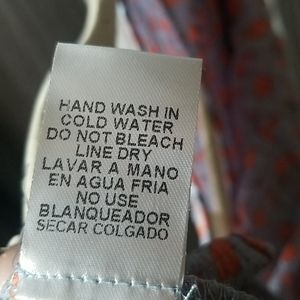 HAND WASH IN
COLD WATER
DO NOT BLEACH
LINE DRY
LAVAR A MANO
EN AGUA FRIA
NO USE
BLANQUEADOR
SECAR COLGADO